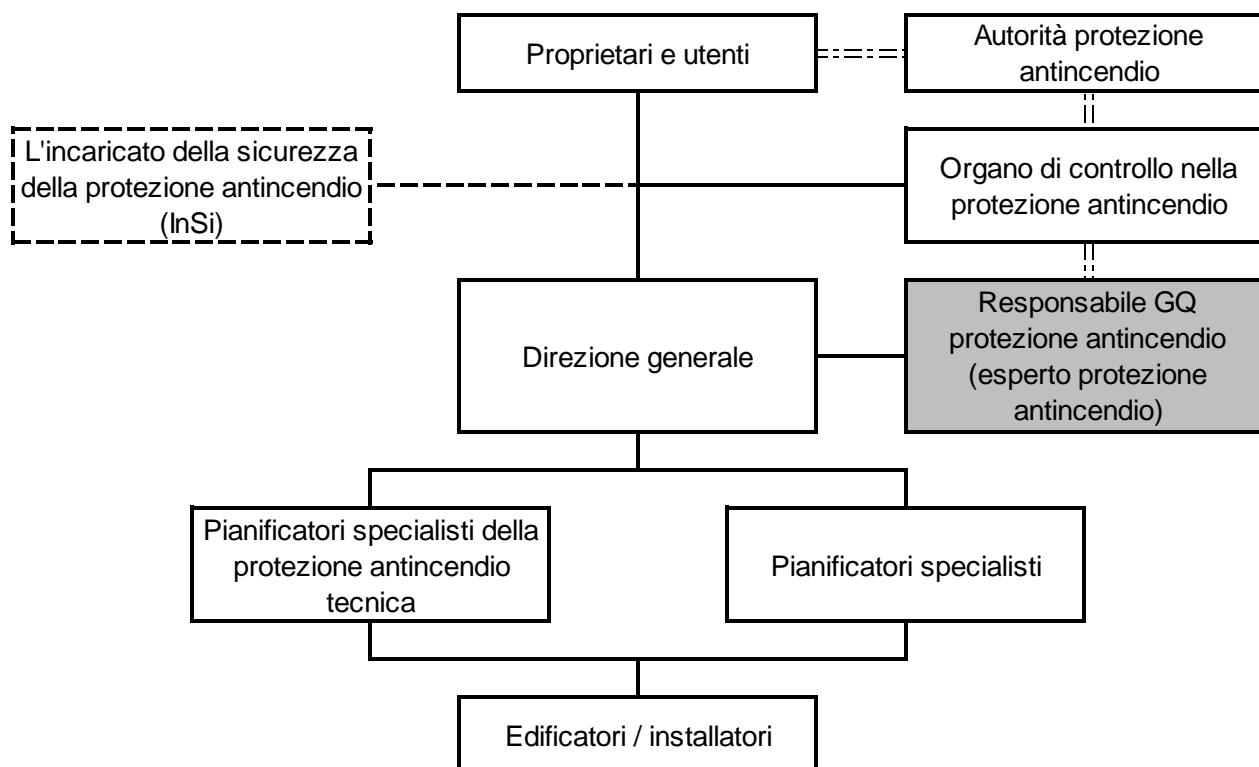 Proprietari e utenti
Autorità protezione
antincendio
L'incaricato della sicurezza
della protezione antincendio
(InSi)
Organo di controllo nella
protezione antincendio
Direzione generale
Responsabile GQ
protezione antincendio
(esperto protezione
antincendio)
Pianificatori specialisti della
protezione antincendio
tecnica
Pianificatori specialisti
Edificatori / installatori